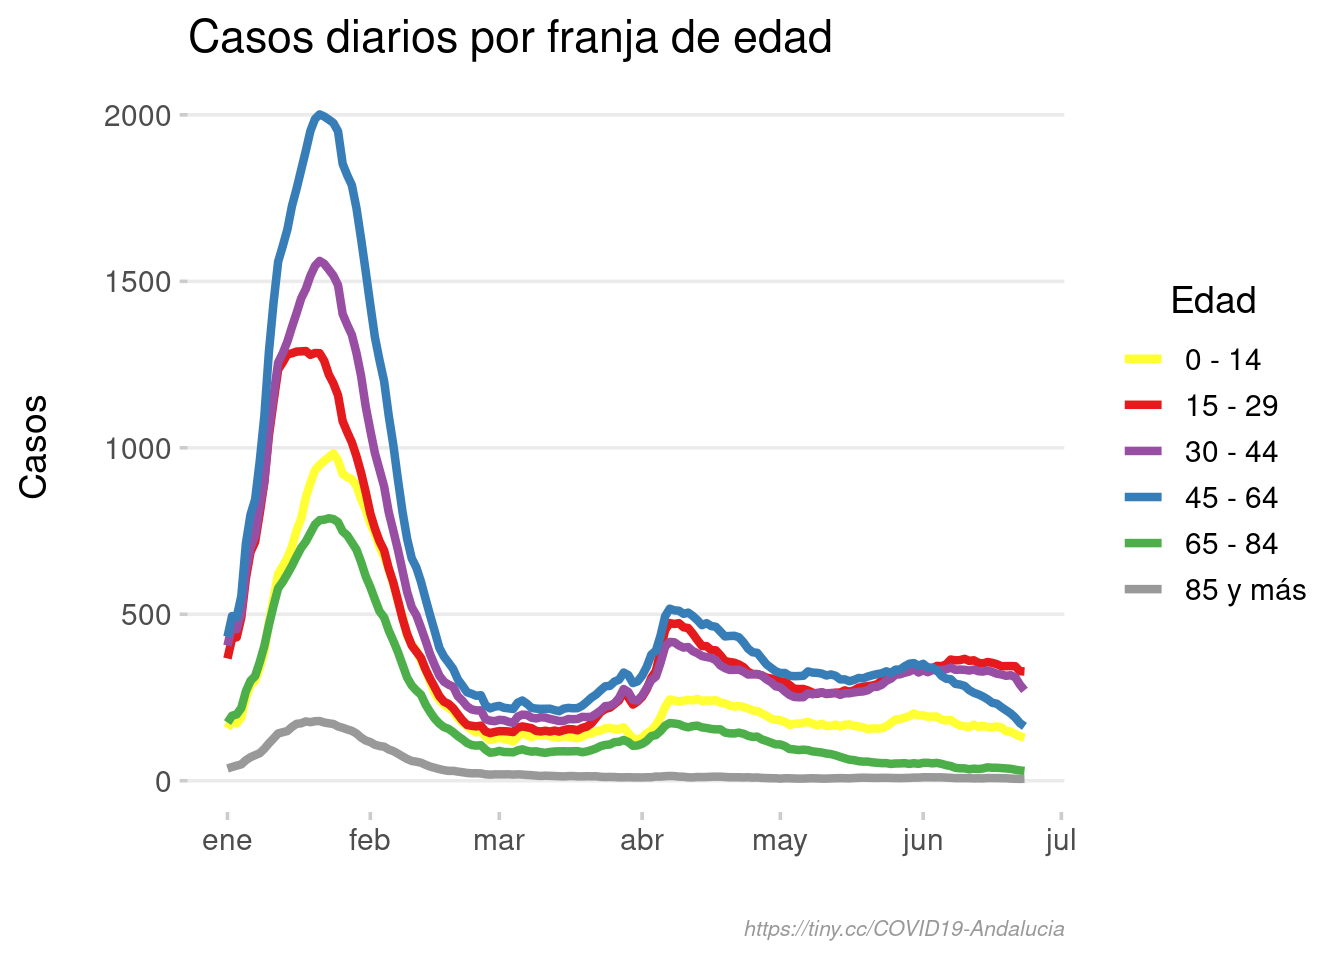 Casos diarios por franja de edad
2000
1500
1000
500
0
Casos
ene feb mar abr may jun jul
Edad
0 - 14
15 - 29
30 - 44
45 - 64
65 - 84
85 y más
https://tiny.cc/COVID19-Andalucia